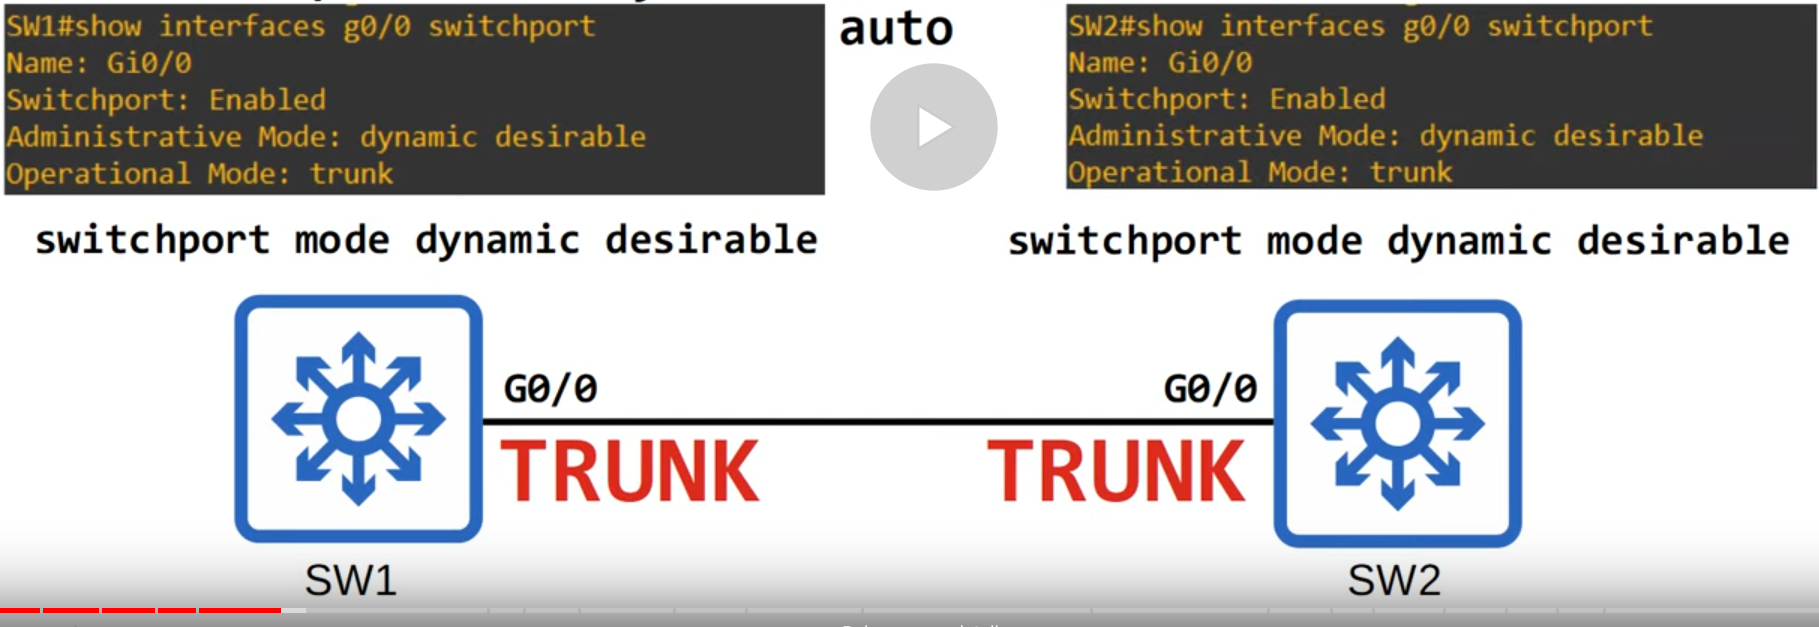 SW1#show interfaces g0/0 switchport
Name: Gi0/0
Switchport: Enabled
Administrative Mode: dynamic desirable
Operational Mode: trunk
auto
SW2#show interfaces g0/0 switchport
Name: Gi0/0
Switchport: Enabled
Administrative Mode: dynamic desirable
Operational Mode: trunk
switchport mode dynamic desirable
switchport mode dynamic desirable
G0/0
G0/0
TRUNK
TRUNK
SW1
SW2